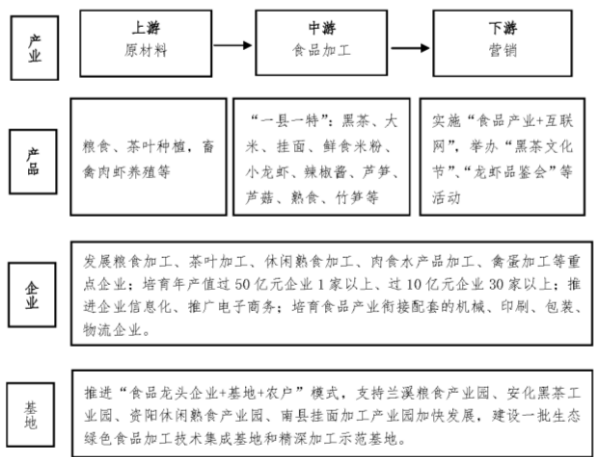 产业
上游
原材料
中游
食品加工
下游
营销
产品
粮食、茶叶种植，畜
禽肉虾养殖等
“一县一特”：黑茶、大
米、挂面、鲜食米粉、
小龙虾、辣椒酱、芦笋、
芦菇、熟食、竹笋等
实施“食品产业+互联
网”，举办“黑茶文化
节”、“龙虾品鉴会”等
活动
企业
发展粮食加工、茶叶加工、休闲熟食加工、肉食水产品加工、禽蛋加工等重
点企业；培育年产值过 50 亿元企业 1 家以上、过 10 亿元企业 30 家以上；推
进企业信息化、推广电子商务；培育食品产业衔接配套的机械、印刷、包装、
物流企业。
基地
推进“食品龙头企业+基地+农户”模式，支持兰溪粮食产业园、安化黑茶工
业园、资阳休闲熟食产业园、南县挂面加工产业园加快发展，建设一批生态
绿色食品加工技术集成基地和精深加工示范基地。